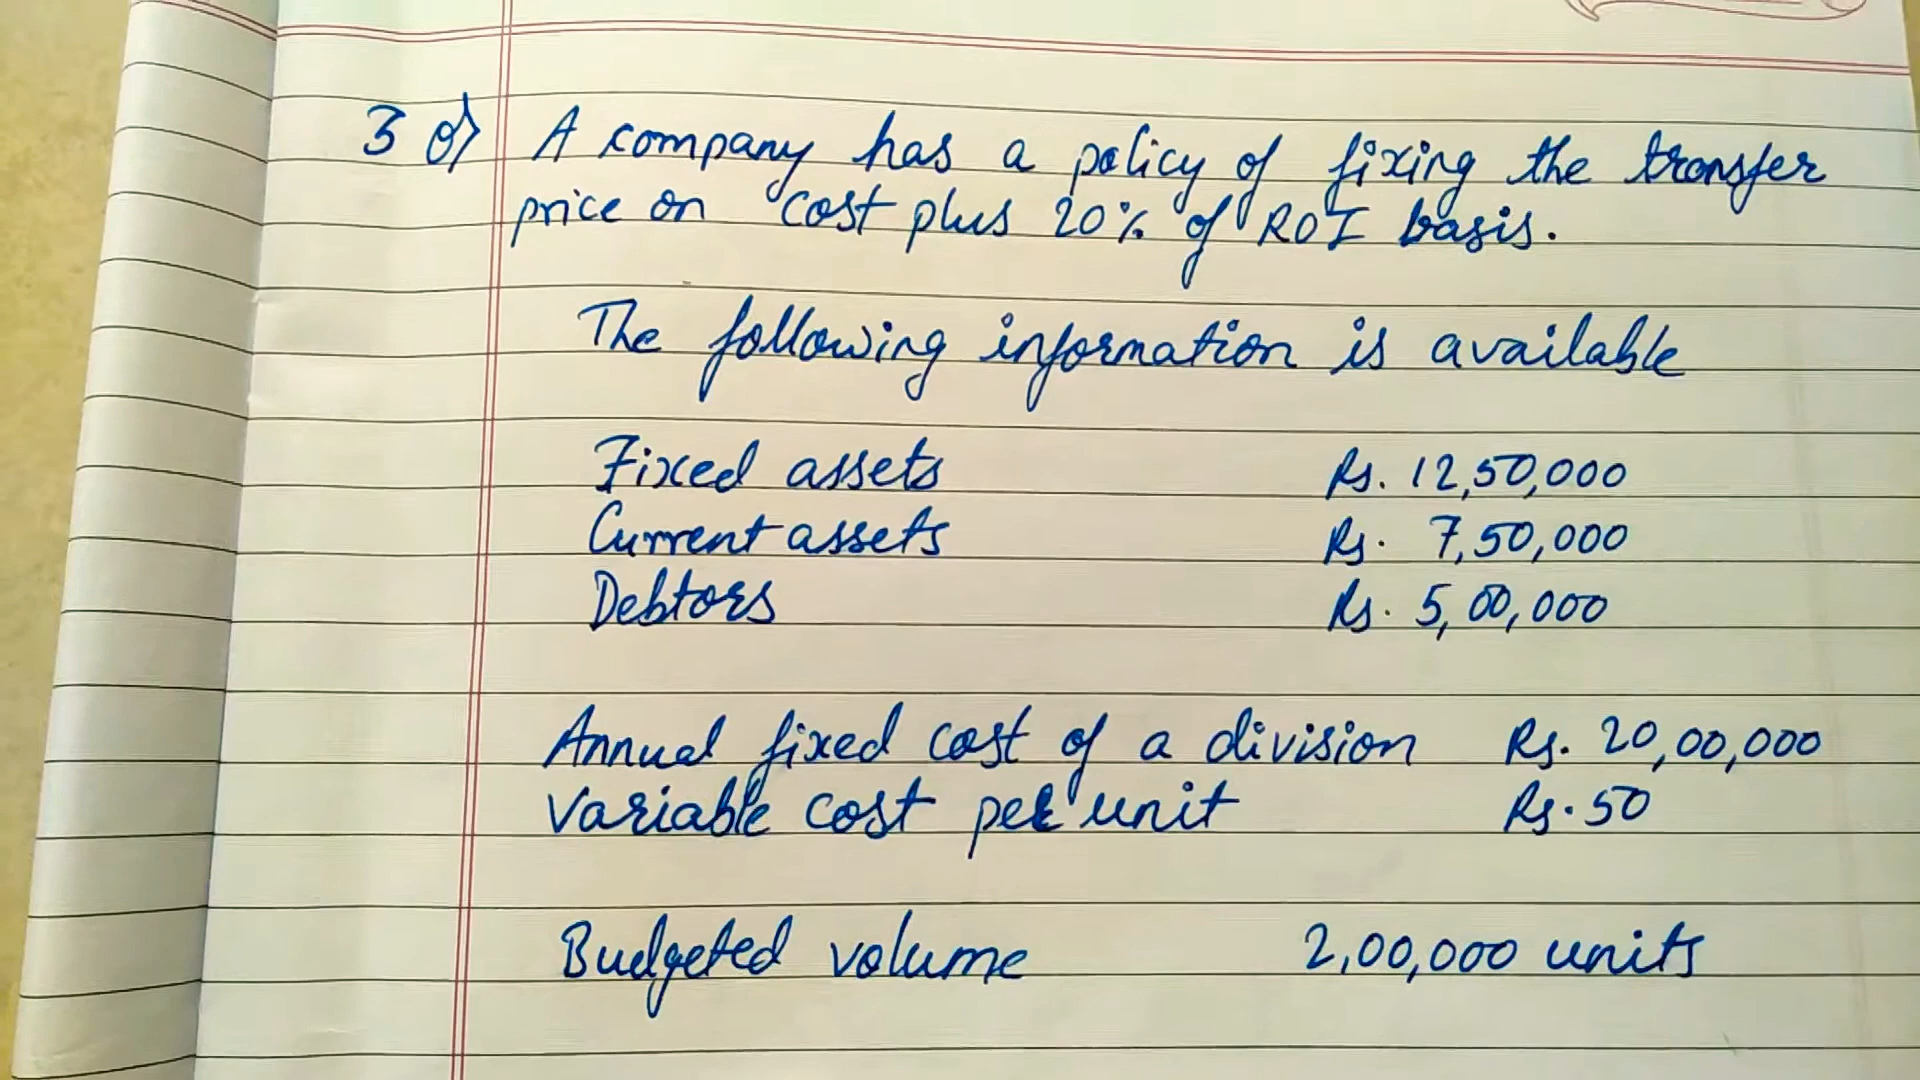 3 Q) A company has a policy of fixing the transfer
price on cost plus 20% of ROI basis.
The following information is available
Fixed assets Rs. 12,50,000
Current assets Rs. 7,50,000
Debtors Rs. 5,00,000
Annual fixed cost of a division Rs. 20,00,000
Variable cost per unit Rs. 50
Budgeted volume 2,00,000 units